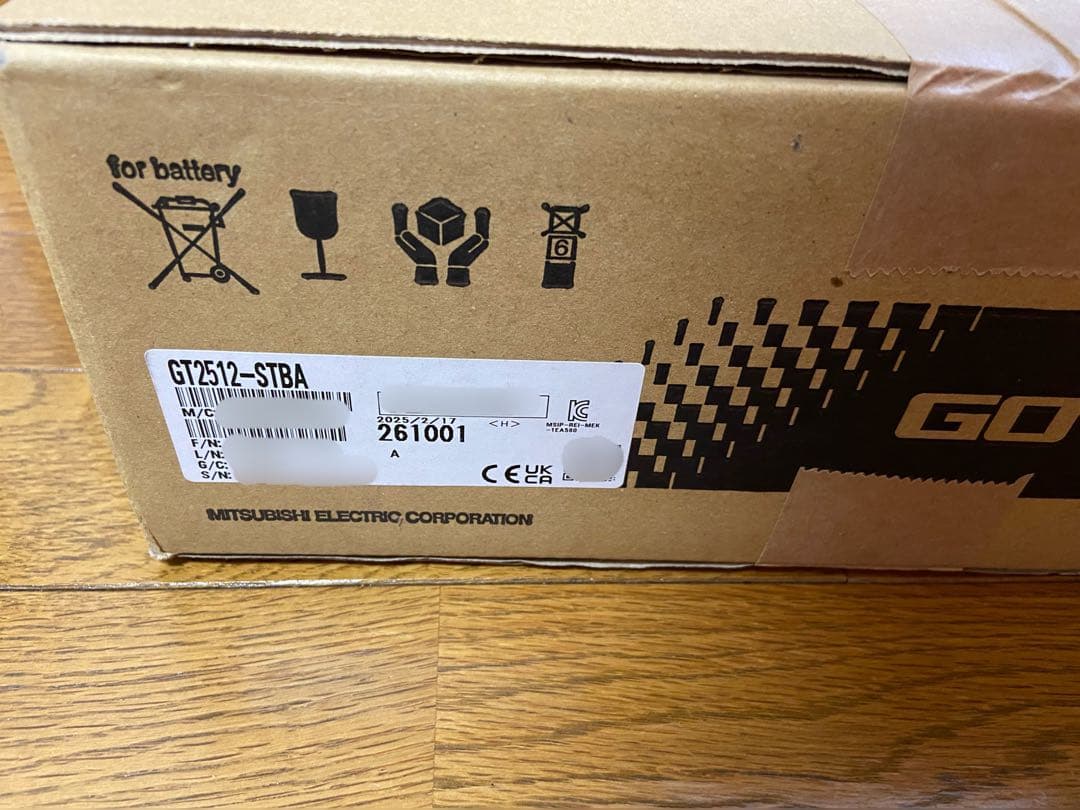 for battery
6
GT2512-STBA
M/C
2025/2/17
<H>
MSIP-REI-MEK
-TEA580
F/N:
261001
L/N:
A
G/C:
S/N:
CE
UK
CA
GO
MITSUBISHI ELECTRIC CORPORATION